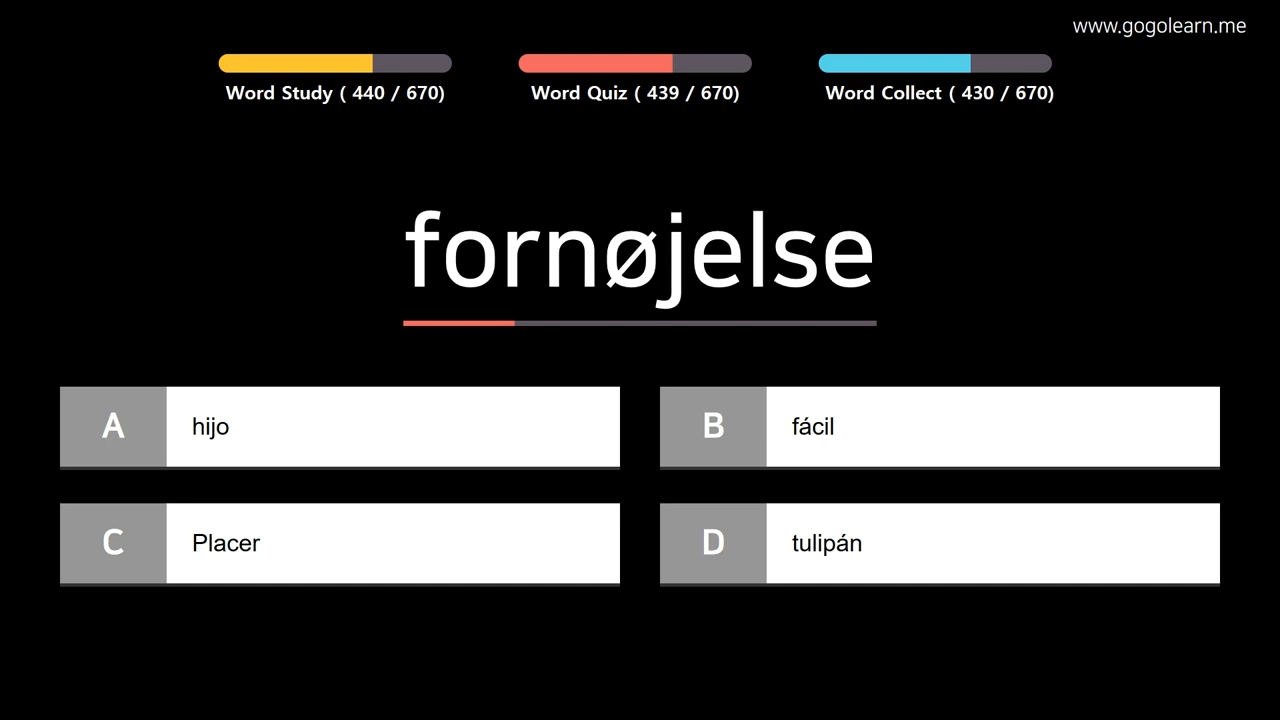 www.gogolearn.me
Word Study ( 440 / 670)
Word Quiz ( 439 / 670)
Word Collect ( 430 / 670)
fornøjelse
A hijo
B fácil
C Placer
D tulipán